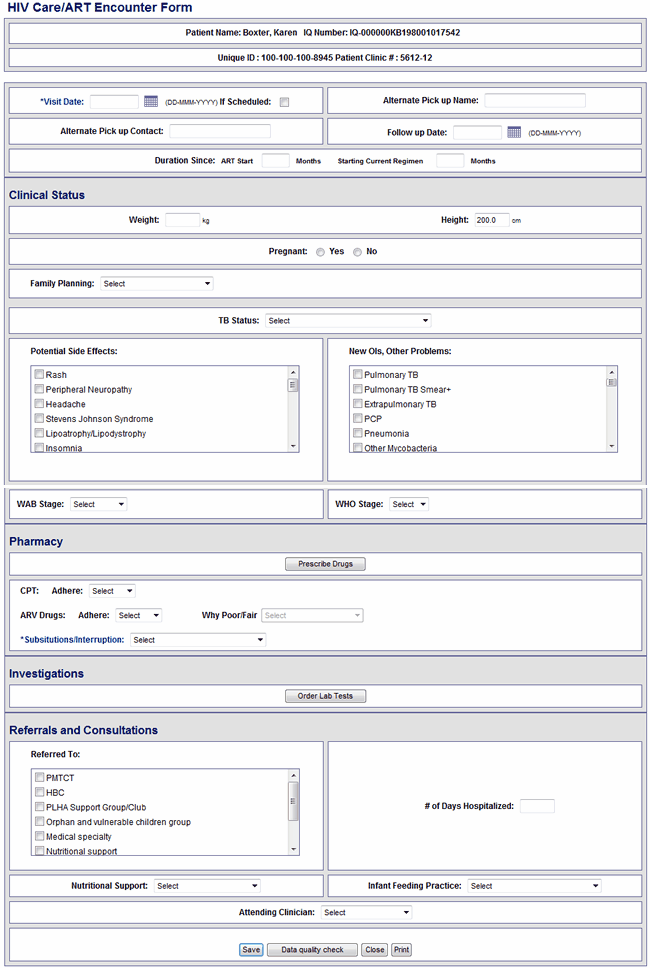 HIV Care/ART Encounter Form
Patient Name: Boxter, Karen IQ Number: IQ-000000KB198001017542
Unique ID : 100-100-100-8945 Patient Clinic # : 5612-12
*Visit Date: (DD-MMM-YYYY) If Scheduled:
Alternate Pick up Name:
Alternate Pick up Contact:
Follow up Date: (DD-MMM-YYYY)
Duration Since: ART Start Months Starting Current Regimen Months
Clinical Status
Weight: kg
Height: 200.0 cm
Pregnant: Yes No
Family Planning: Select
TB Status: Select
Potential Side Effects:
Rash
Peripheral Neuropathy
Headache
Stevens Johnson Syndrome
Lipoatrophy/Lipodystrophy
Insomnia
New OIs, Other Problems:
Pulmonary TB
Pulmonary TB Smear+
Extrapulmonary TB
PCP
Pneumonia
Other Mycobacteria
WAB Stage: Select
WHO Stage: Select
Pharmacy
Prescribe Drugs
CPT: Adhere: Select
ARV Drugs: Adhere: Select Why Poor/Fair Select
*Subsitutions/Interruption: Select
Investigations
Order Lab Tests
Referrals and Consultations
Referred To:
PMTCT
HBC
PLHA Support Group/Club
Orphan and vulnerable children group
Medical specialty
Nutritional support
# of Days Hospitalized:
Nutritional Support: Select
Infant Feeding Practice: Select
Attending Clinician: Select
Save Data quality check Close Print